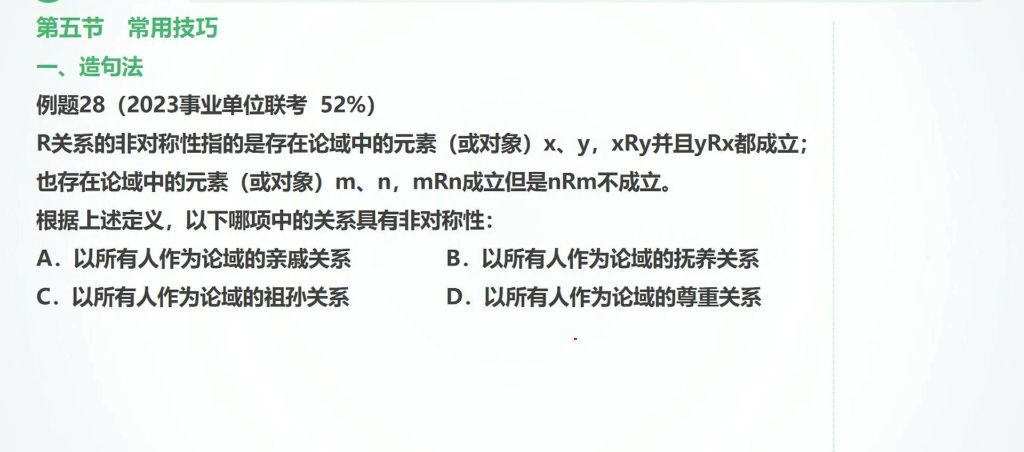 第五节 常用技巧
一、造句法
例题28（2023事业单位联考 52%）
R关系的非对称性指的是存在论域中的元素（或对象）x、y，xRy并且yRx都成立；
也存在论域中的元素（或对象）m、n，mRn成立但是nRm不成立。
根据上述定义，以下哪项中的关系具有非对称性：
A．以所有人作为论域的亲戚关系 B．以所有人作为论域的抚养关系
C．以所有人作为论域的祖孙关系 D．以所有人作为论域的尊重关系